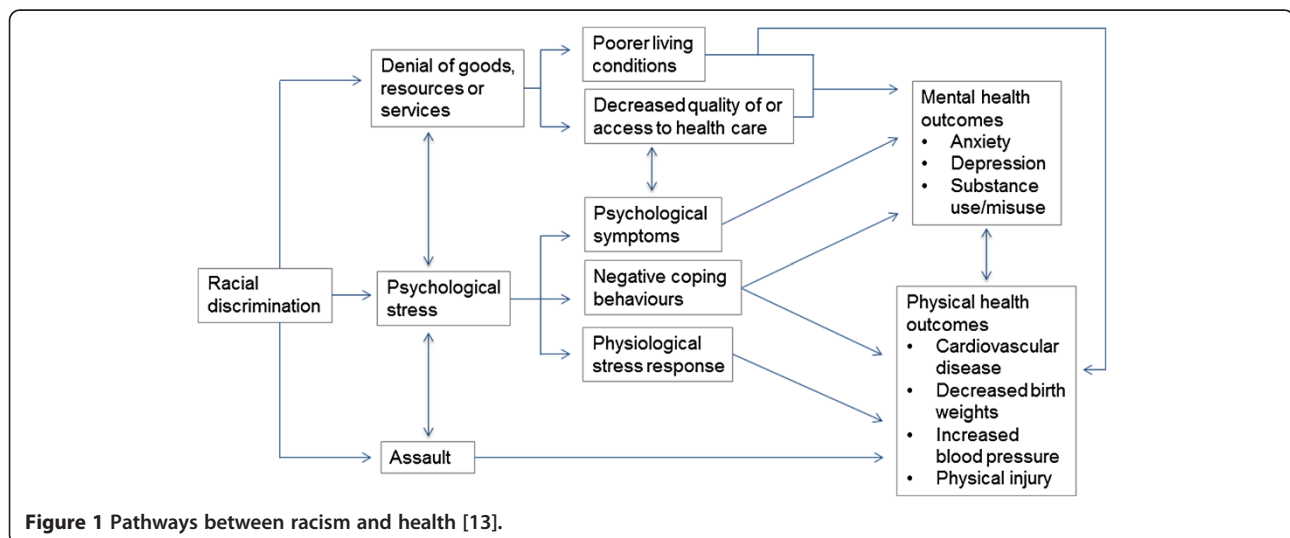 Denial of goods,
resources or
services
Poorer living
conditions
Decreased quality of or
access to health care
Mental health
outcomes
• Anxiety
• Depression
• Substance
use/misuse
Racial
discrimination
Psychological
stress
Psychological
symptoms
Negative coping
behaviours
Physiological
stress response
Assault
Physical health
outcomes
• Cardiovascular
disease
• Decreased birth
weights
• Increased
blood pressure
• Physical injury
Figure 1 Pathways between racism and health [13].